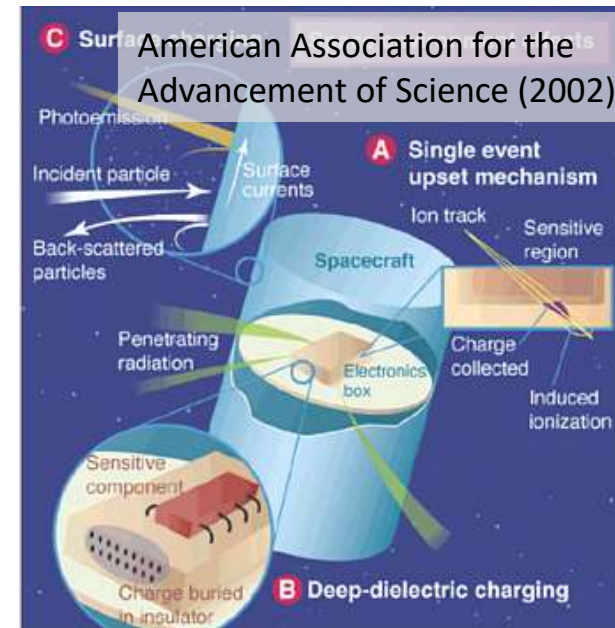 C Surface charging
American Association for the
Advancement of Science (2002)
Photoemission
Incident particle
Surface
currents
Back-scattered
particles
A Single event
upset mechanism
Ion track
Sensitive
region
Spacecraft
Penetrating
radiation
Electronics
box
Charge
collected
Induced
ionization
Sensitive
component
Charge buried
in insulator
B Deep-dielectric charging